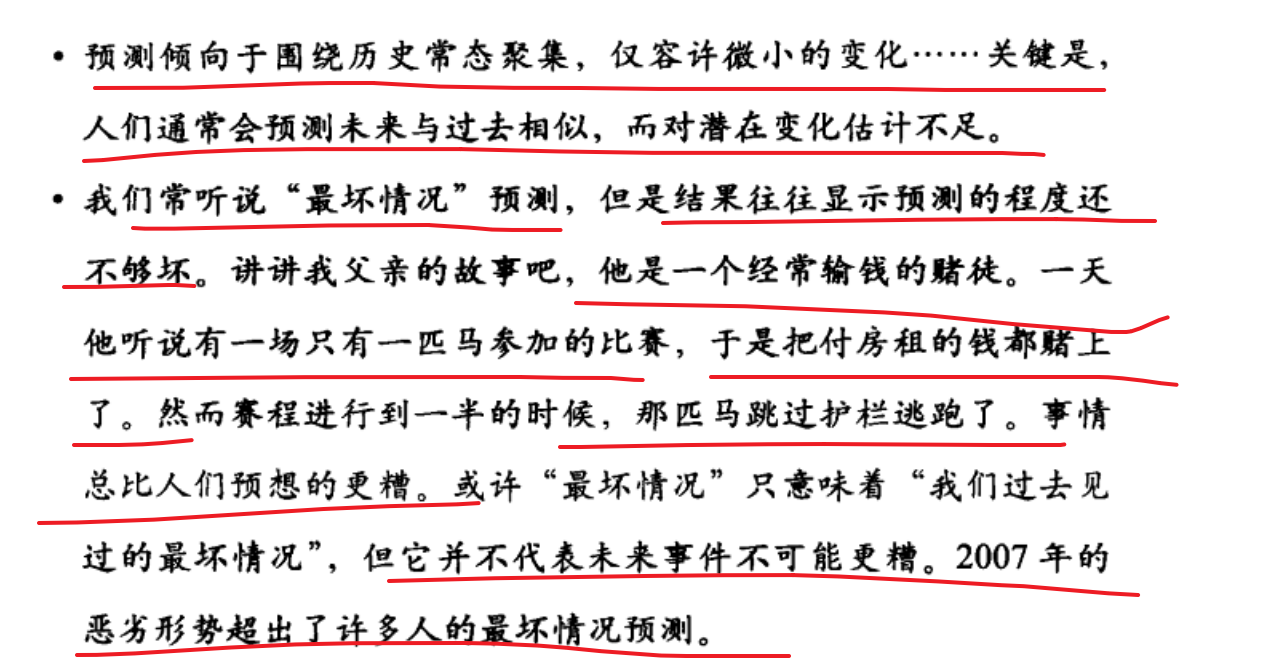 • 预测倾向于围绕历史常态聚集，仅容许微小的变化……关键是，
人们通常会预测未来与过去相似，而对潜在变化估计不足。
• 我们常听说“最坏情况”预测，但是结果往往显示预测的程度还
不够坏。讲讲我父亲的故事吧，他是一个经常输钱的赌徒。一天
他听说有一场只有一匹马参加的比赛，于是把付房租的钱都赌上
了。然而赛程进行到一半的时候，那匹马跳过护栏逃跑了。事情
总比人们预想的更糟。或许“最坏情况”只意味着“我们过去见
过的最坏情况”，但它并不代表未来事件不可能更糟。2007 年的
恶劣形势超出了许多人的最坏情况预测。